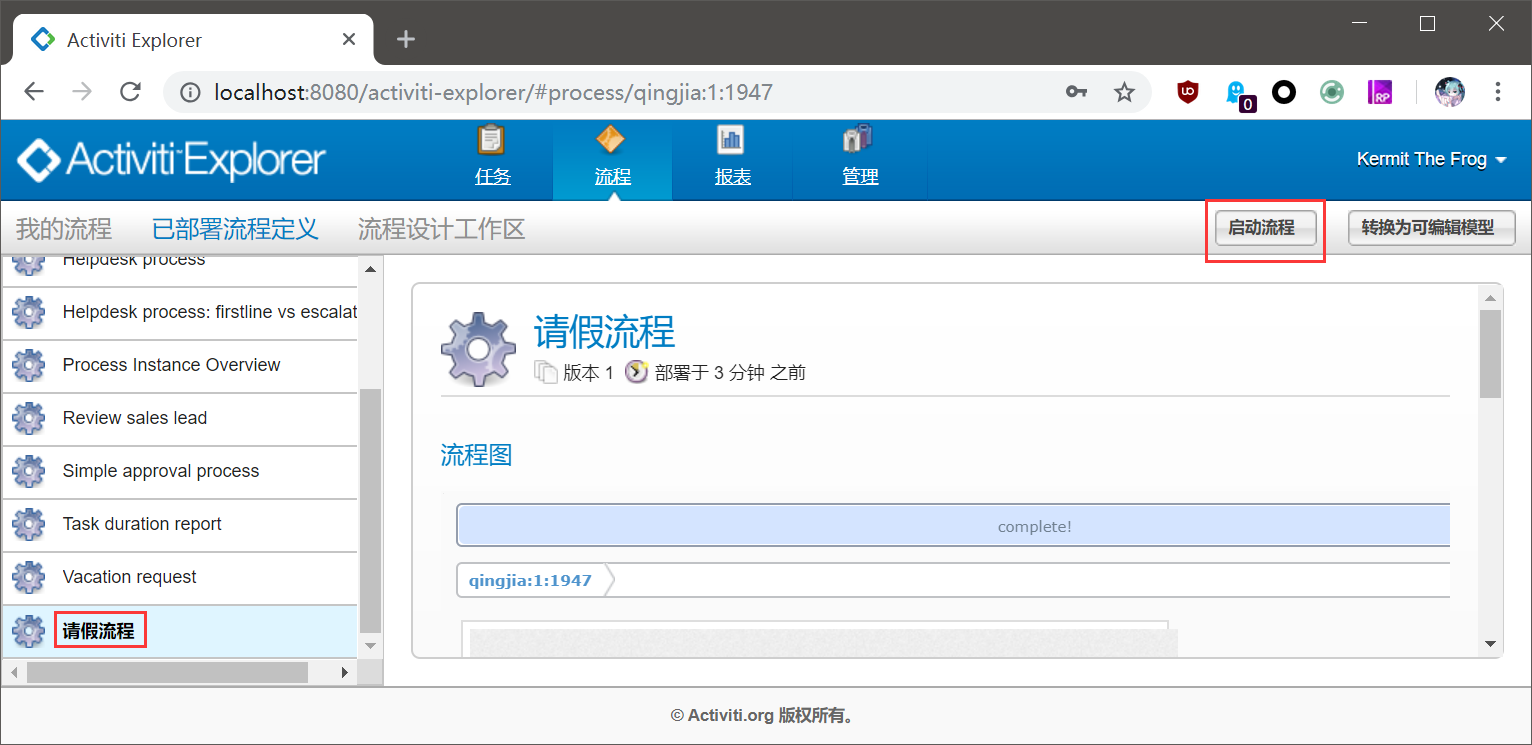 Activiti Explorer
localhost:8080/activiti-explorer/#process/qingjia:1:1947
UD
0
RP
Activiti™ Explorer
任务
流程
报表
管理
Kermit The Frog
我的流程
已部署流程定义
流程设计工作区
启动流程
转换为可编辑模型
Helpdesk process
Helpdesk process: firstline vs escalat
Process Instance Overview
Review sales lead
Simple approval process
Task duration report
Vacation request
请假流程
请假流程
版本 1
部署于 3 分钟 之前
流程图
complete!
qingjia:1:1947
© Activiti.org 版权所有。